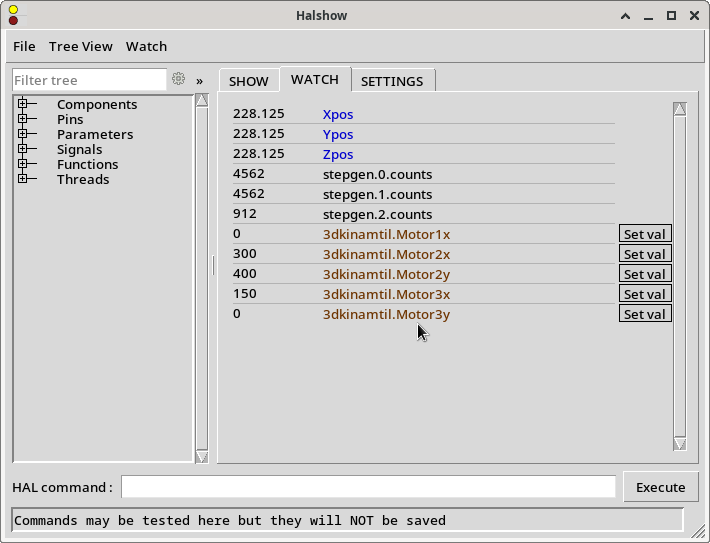 Halshow
File Tree View Watch
Filter tree » SHOW WATCH SETTINGS
Components
Pins
Parameters
Signals
Functions
Threads
228.125 Xpos
228.125 Ypos
228.125 Zpos
4562 stepgen.0.counts
4562 stepgen.1.counts
912 stepgen.2.counts
0 3dkinamtil.Motor1x Set val
300 3dkinamtil.Motor2x Set val
400 3dkinamtil.Motor2y Set val
150 3dkinamtil.Motor3x Set val
0 3dkinamtil.Motor3y Set val
HAL command : Execute
Commands may be tested here but they will NOT be saved